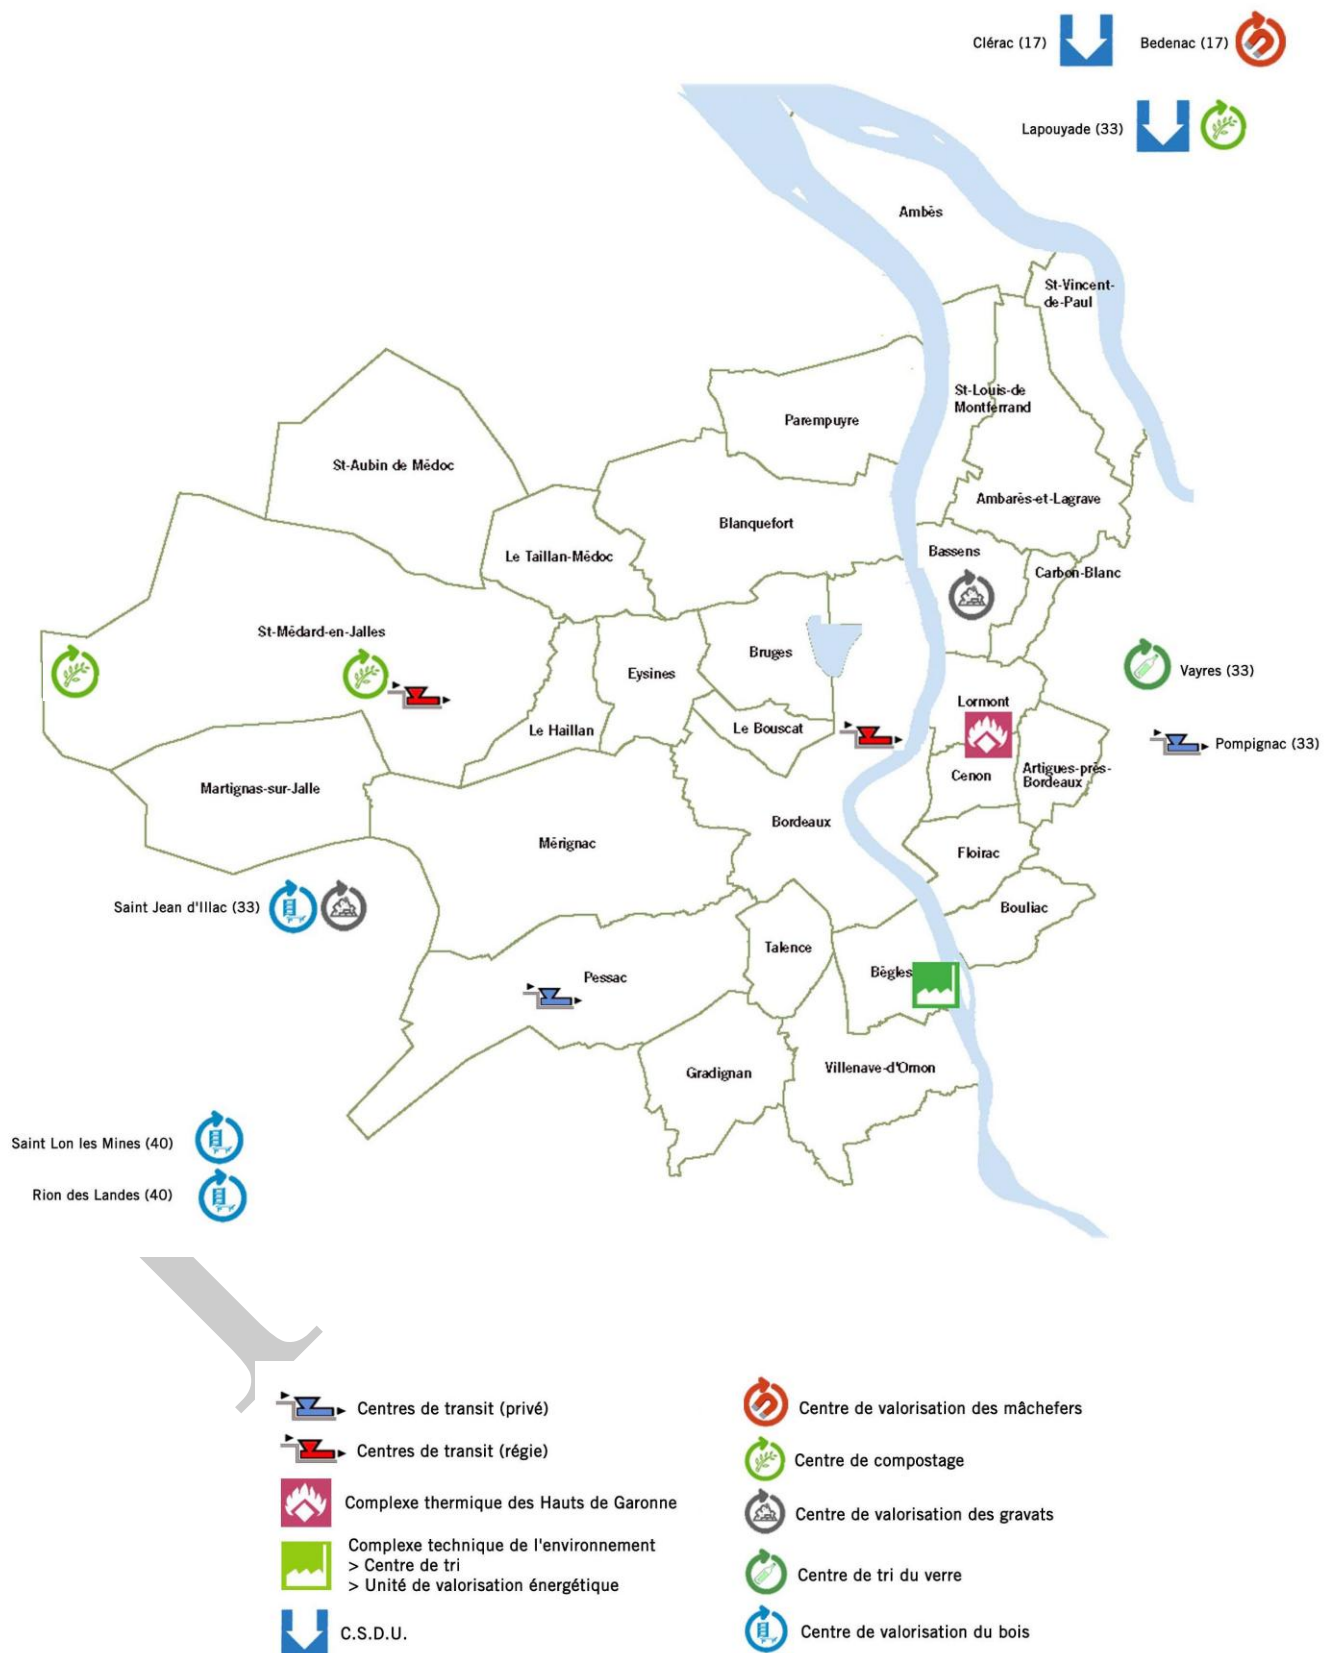 Clérac (17)
Bedenac (17)
Lapouyade (33)
Ambès
St-Vincent-
de-Paul
St-Louis-de
Montferrand
Parempuyre
St-Aubin de Médoc
Ambarès-et-Lagrave
Blanquefort
Bassens
Le Taillan-Médoc
Carbon-Blanc
St-Médard-en-Jalles
Bruges
Eysines
Vayres (33)
Lormont
Le Haillan
Le Bouscat
Pompignac (33)
Martignas-sur-Jalle
Cenon
Artigues-près-
Bordeaux
Bordeaux
Mérignac
Floirac
Saint Jean d'Illac (33)
Bouliac
Talence
Pessac
Bègles
Gradignan
Villenave-d'Ornon
Saint Lon les Mines (40)
Rion des Landes (40)
Centres de transit (privé)
Centres de transit (régie)
Complexe thermique des Hauts de Garonne
Complexe technique de l'environnement
> Centre de tri
> Unité de valorisation énergétique
C.S.D.U.
Centre de valorisation des mâchefers
Centre de compostage
Centre de valorisation des gravats
Centre de tri du verre
Centre de valorisation du bois